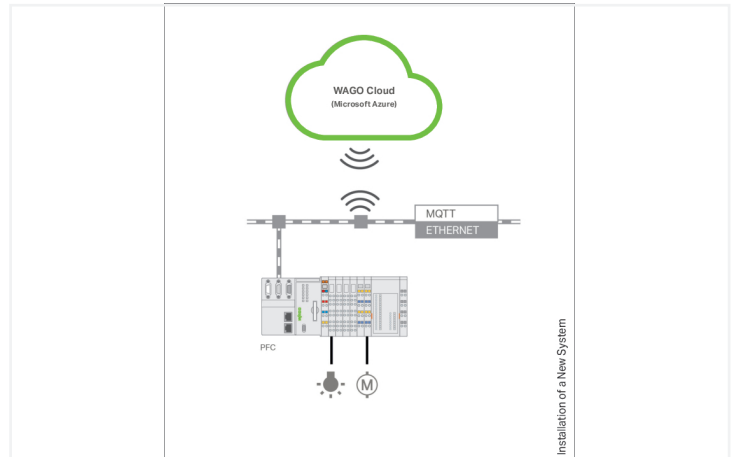 WAGO Cloud
(Microsoft Azure)
MQTT
ETHERNET
PFC
M
Installation of a New System